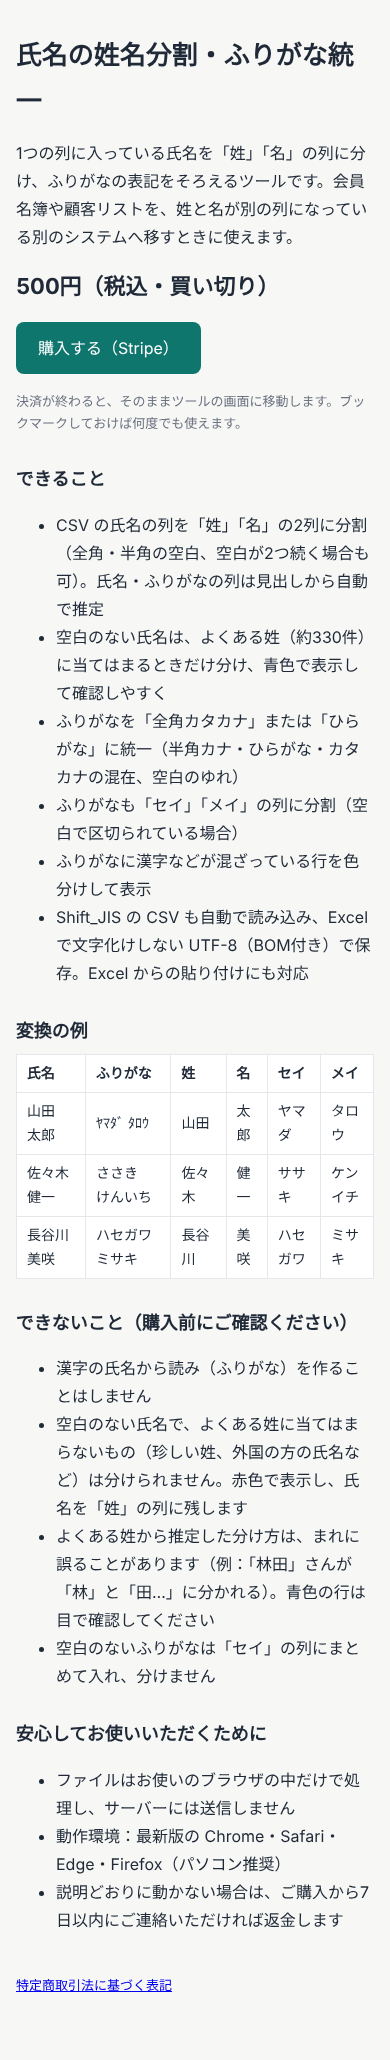 氏名の姓名分割・ふりがな統
一
1つの列に入っている氏名を「姓」「名」の列に分
け、ふりがなの表記をそろえるツールです。会員
名簿や顧客リストを、姓と名が別の列になってい
る別のシステムへ移すときに使えます。
500円（税込・買い切り）
購入する（Stripe）
決済が終わると、そのままツールの画面に移動します。ブッ
クマークしておけば何度でも使えます。
できること
• CSV の氏名の列を「姓」「名」の2列に分割
（全角・半角の空白、空白が2つ続く場合も
可）。氏名・ふりがなの列は見出しから自動
で推定
• 空白のない氏名は、よくある姓（約330件）
に当てはまるときだけ分け、青色で表示し
て確認しやすく
• ふりがなを「全角カタカナ」または「ひら
がな」に統一（半角カナ・ひらがな・カタ
カナの混在、空白のゆれ）
• ふりがなも「セイ」「メイ」の列に分割（空
白で区切られている場合）
• ふりがなに漢字などが混ざっている行を色
分けして表示
• Shift_JIS の CSV も自動で読み込み、Excel
で文字化けしない UTF-8（BOM付き）で保
存。Excel からの貼り付けにも対応
変換の例
氏名 ふりがな 姓 名 セイ メイ
山田 太郎 ﾔﾏﾀﾞ ﾀﾛｳ 山田 太郎 ヤマダ タロウ
佐々木 健一 ささき けんいち 佐々木 健一 ササキ ケンイチ
長谷川 美咲 ハセガワ ミサキ 長谷川 美咲 ハセガワ ミサキ
できないこと（購入前にご確認ください）
• 漢字の氏名から読み（ふりがな）を作るこ
とはしません
• 空白のない氏名で、よくある姓に当てはま
らないもの（珍しい姓、外国の方の氏名な
ど）は分けられません。赤色で表示し、氏
名を「姓」の列に残します
• よくある姓から推定した分け方は、まれに
誤ることがあります（例：「林田」さんが
「林」と「田…」に分かれる）。青色の行は
目で確認してください
• 空白のないふりがなは「セイ」の列にまと
めて入れ、分けません
安心してお使いいただくために
• ファイルはお使いのブラウザの中だけで処
理し、サーバーには送信しません
• 動作環境：最新版の Chrome・Safari・
Edge・Firefox（パソコン推奨）
• 説明どおりに動かない場合は、ご購入から7
日以内にご連絡いただければ返金します
特定商取引法に基づく表記